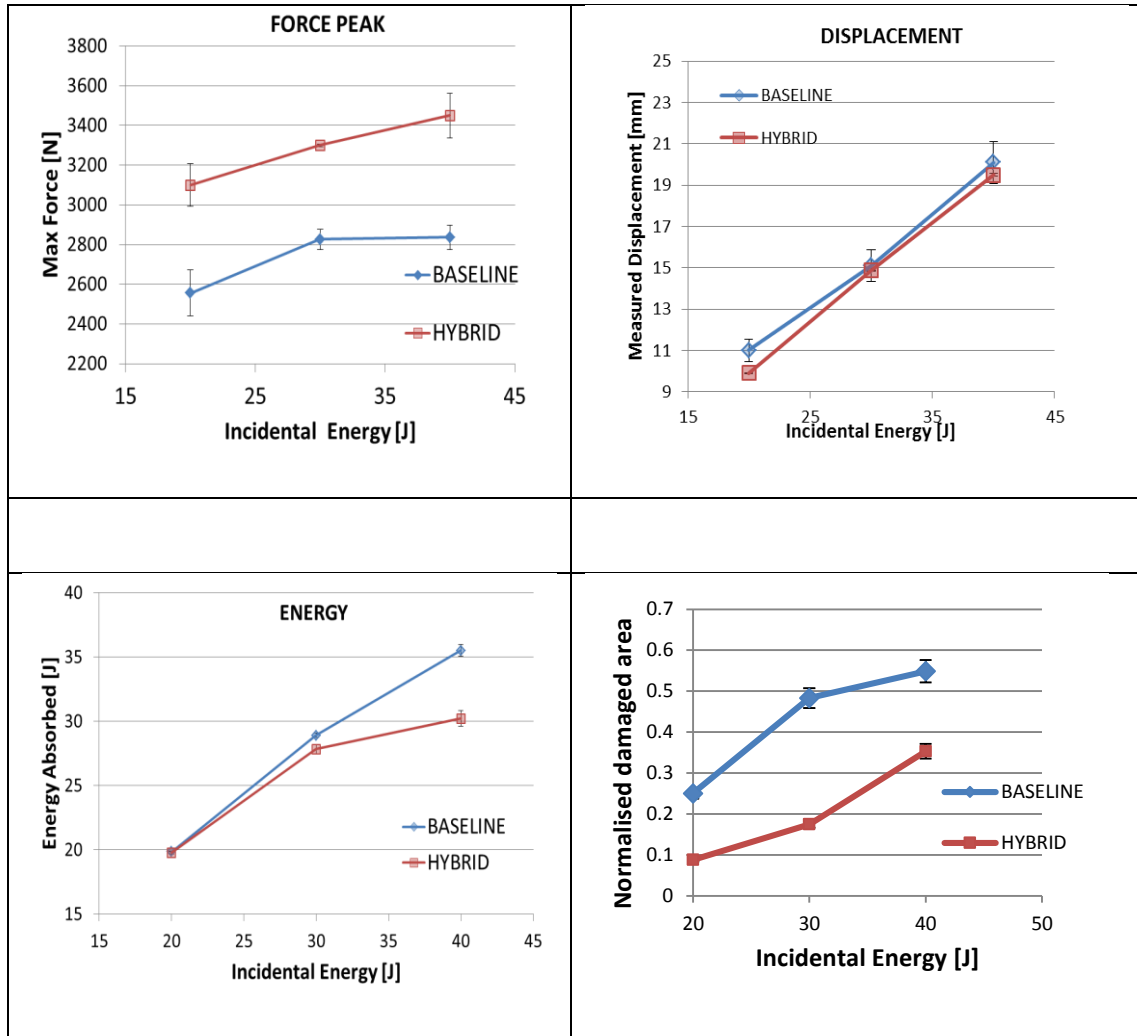 FORCE PEAK
3800
3600
3400
3200
3000
2800
2600
2400
2200
Max Force [N]
BASELINE
HYBRID
15 25 35 45
Incidental Energy [J]
DISPLACEMENT
25
23
21
19
17
15
13
11
9
Measured Displacement [mm]
BASELINE
HYBRID
15 25 35 45
Incidental Energy [J]
ENERGY
40
35
30
25
20
15
Energy Absorbed [J]
BASELINE
HYBRID
15 15 20 30 40 45
Incidental Energy [J]
0.7
0.6
0.5
0.4
0.3
0.2
0.1
0
Normalised damaged area
BASELINE
HYBRID
20 30 40 50
Incidental Energy [J]